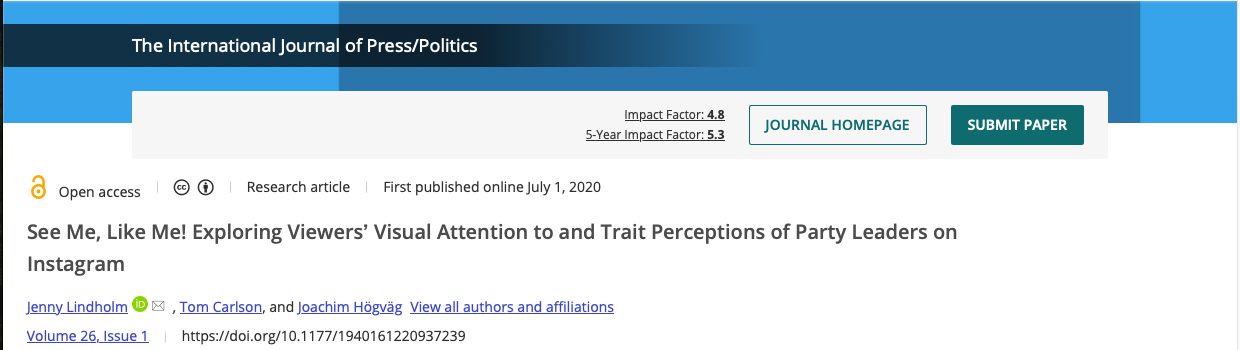 The International Journal of Press/Politics
Impact Factor: 4.8
5-Year Impact Factor: 5.3
JOURNAL HOMEPAGE
SUBMIT PAPER
Open access
cc
Research article
First published online July 1, 2020
See Me, Like Me! Exploring Viewers’ Visual Attention to and Trait Perceptions of Party Leaders on
Instagram
Jenny Lindholm iD , Tom Carlson, and Joachim Högväg View all authors and affiliations
Volume 26, Issue 1 https://doi.org/10.1177/1940161220937239